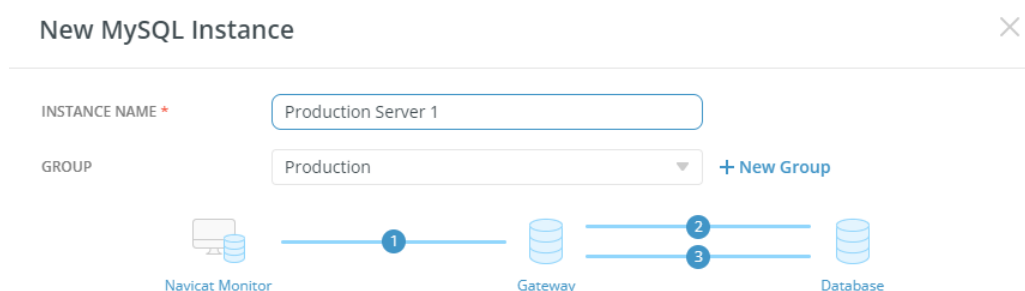 New MySQL Instance
INSTANCE NAME *
Production Server 1
GROUP
Production
+ New Group
1
2
3
Navicat Monitor
Gateway
Database